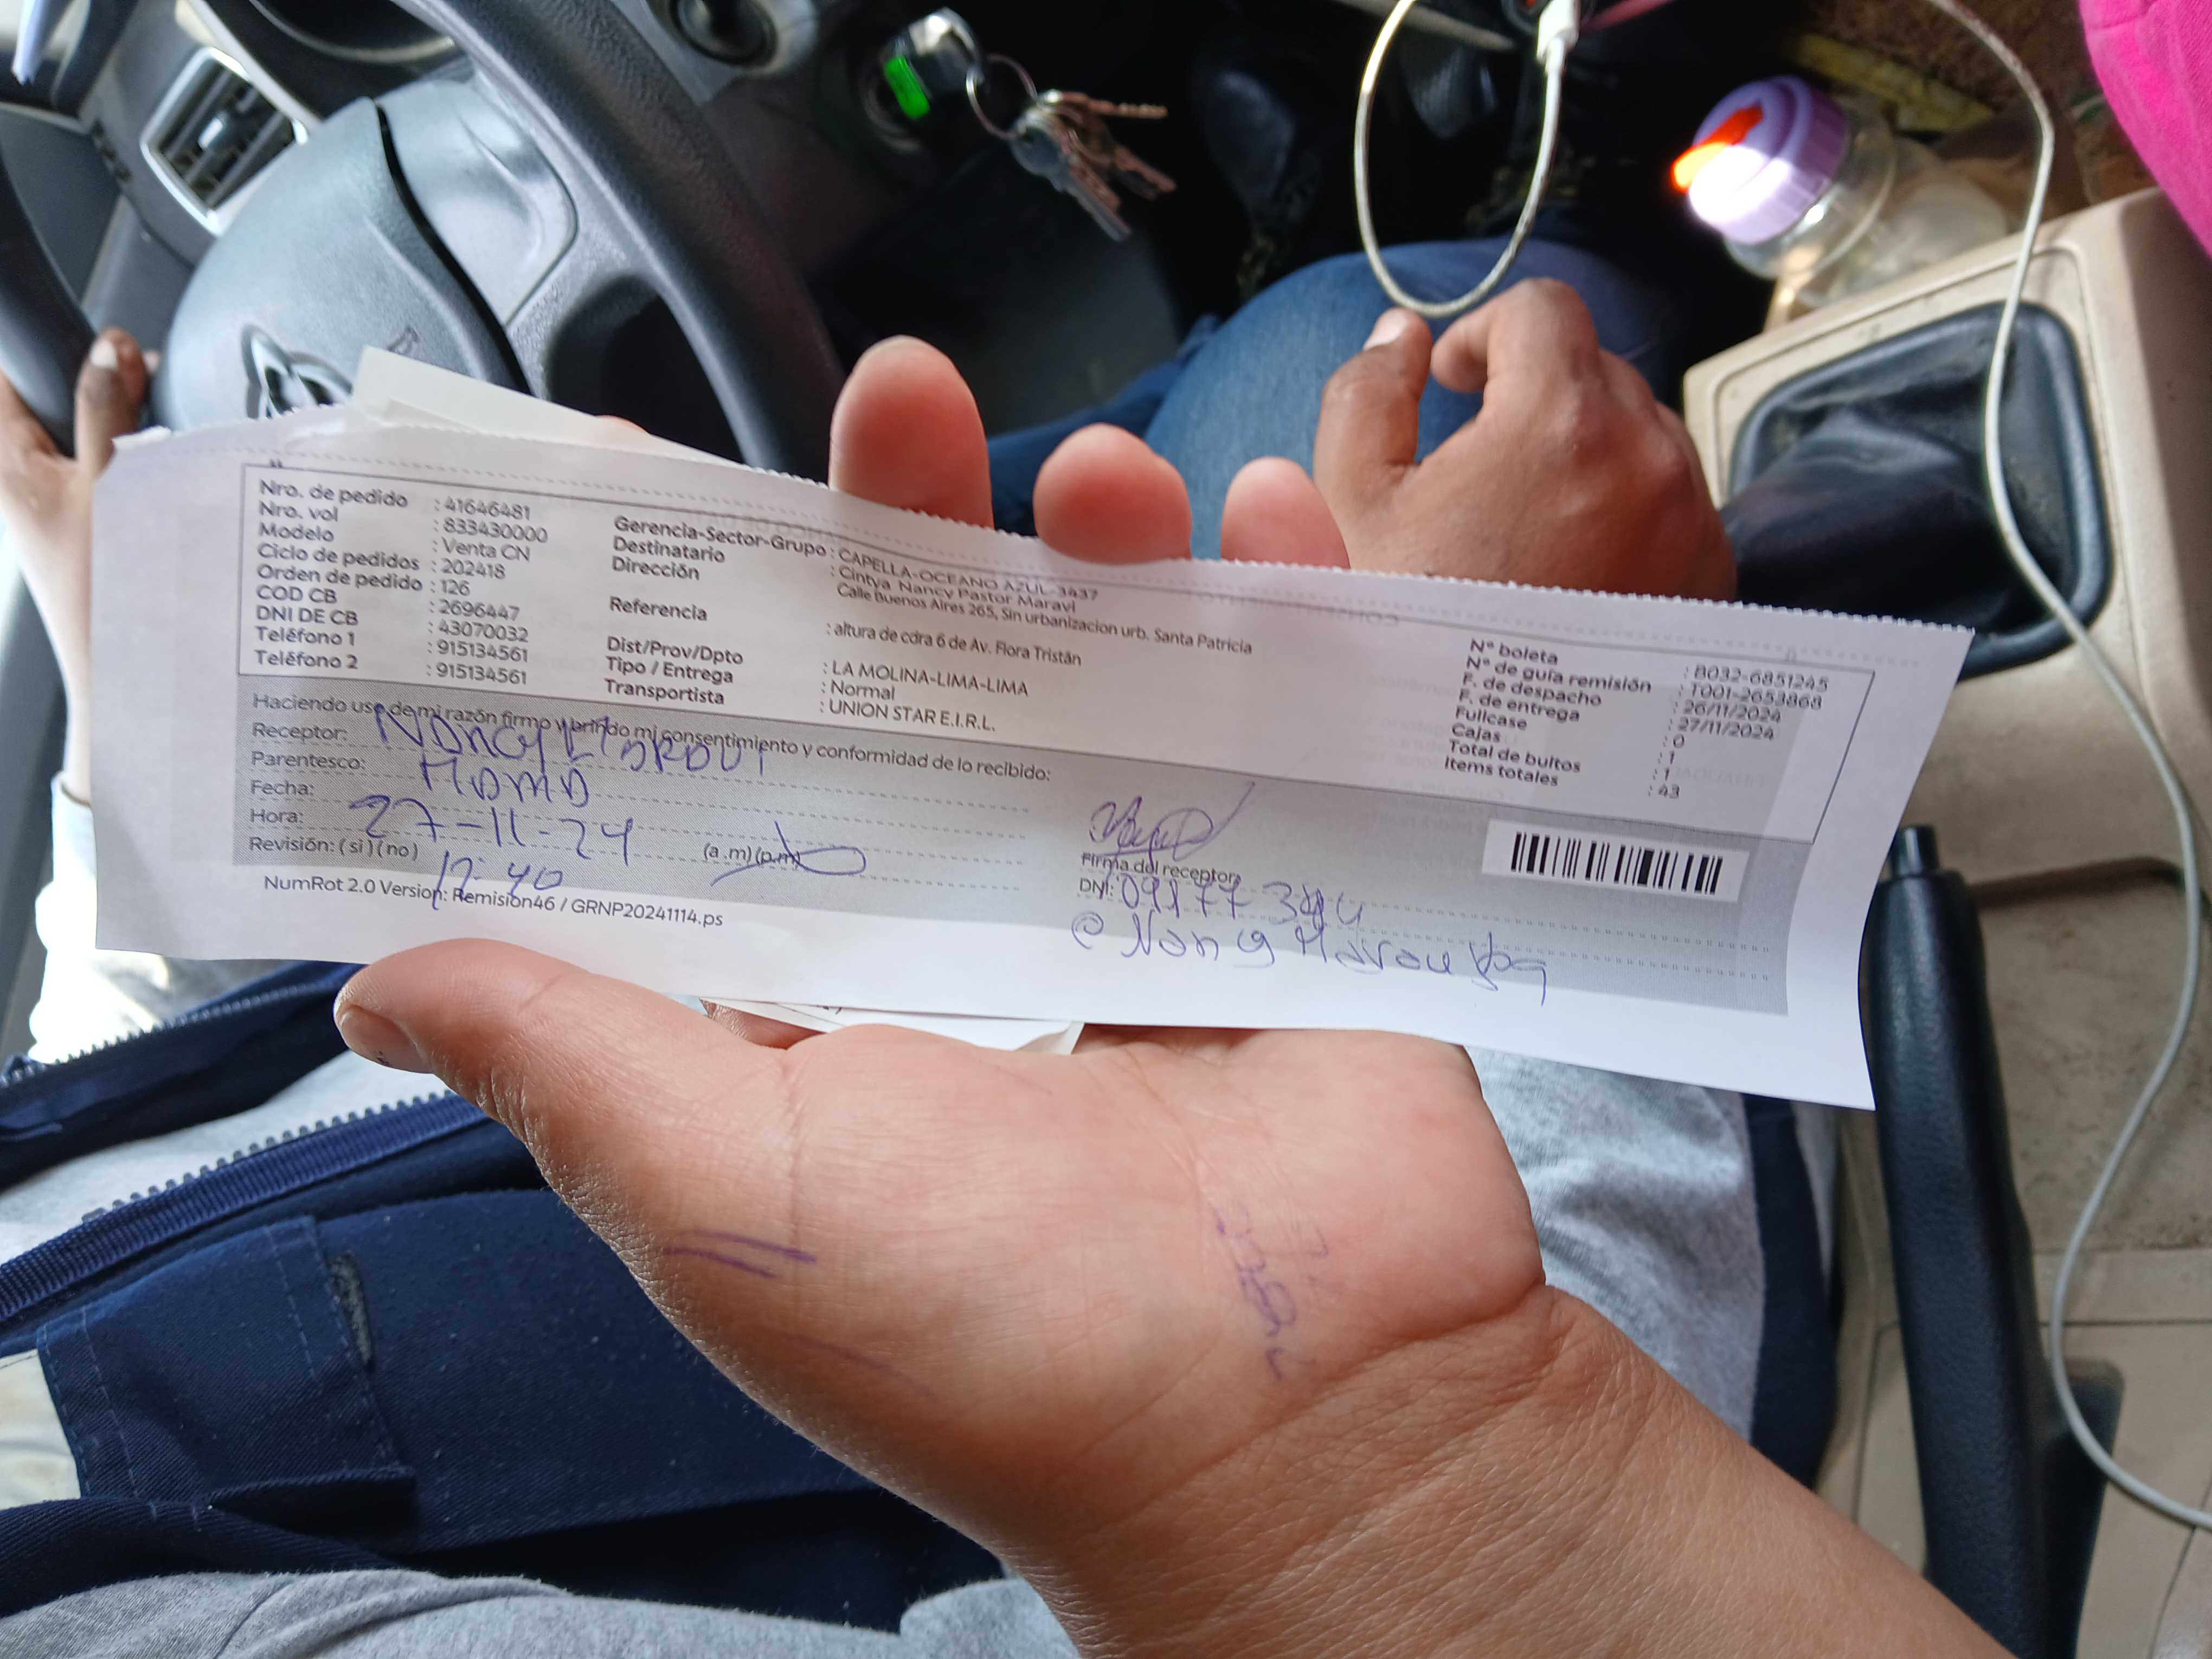 Nro. de pedido : 41646481
Nro. vol : 833430000
Modelo : Venta CN
Ciclo de pedidos : 202418
Orden de pedido : 126
COD CB : 2696447
DNI DE CB : 43070032
Teléfono 1 : 915134561
Teléfono 2 : 915134561
Gerencia-Sector-Grupo : CAPELLA-OCEANO AZUL-3437
Destinatario : Cintya Nancy Pastor Maravi
Dirección : Calle Buenos Aires 265, Sin urbanizacion urb. Santa Patricia
Referencia : altura de cdra 6 de Av. Flora Tristán
Dist/Prov/Dpto : LA MOLINA-LIMA-LIMA
Tipo / Entrega : Normal
Transportista : UNION STAR E.I.R.L.
N° boleta : B032-6851245
N° de guía remisión : T001-2653868
F. de despacho : 26/11/2024
F. de entrega : 27/11/2024
Fullcase : 0
Cajas : 1
Total de bultos : 1
Items totales : 43
Haciendo uso de mi razón firmo y brindo mi consentimiento y conformidad de lo recibido:
Receptor: Nancy Maravi
Parentesco: Mama
Fecha: 27-11-24
Hora: 12:40 (a.m) (p.m)
Revisión: (si) (no)
Firma del receptor
DNI:
Nancy
NumRot 2.0 Version: Remision46 / GRNP20241114.ps